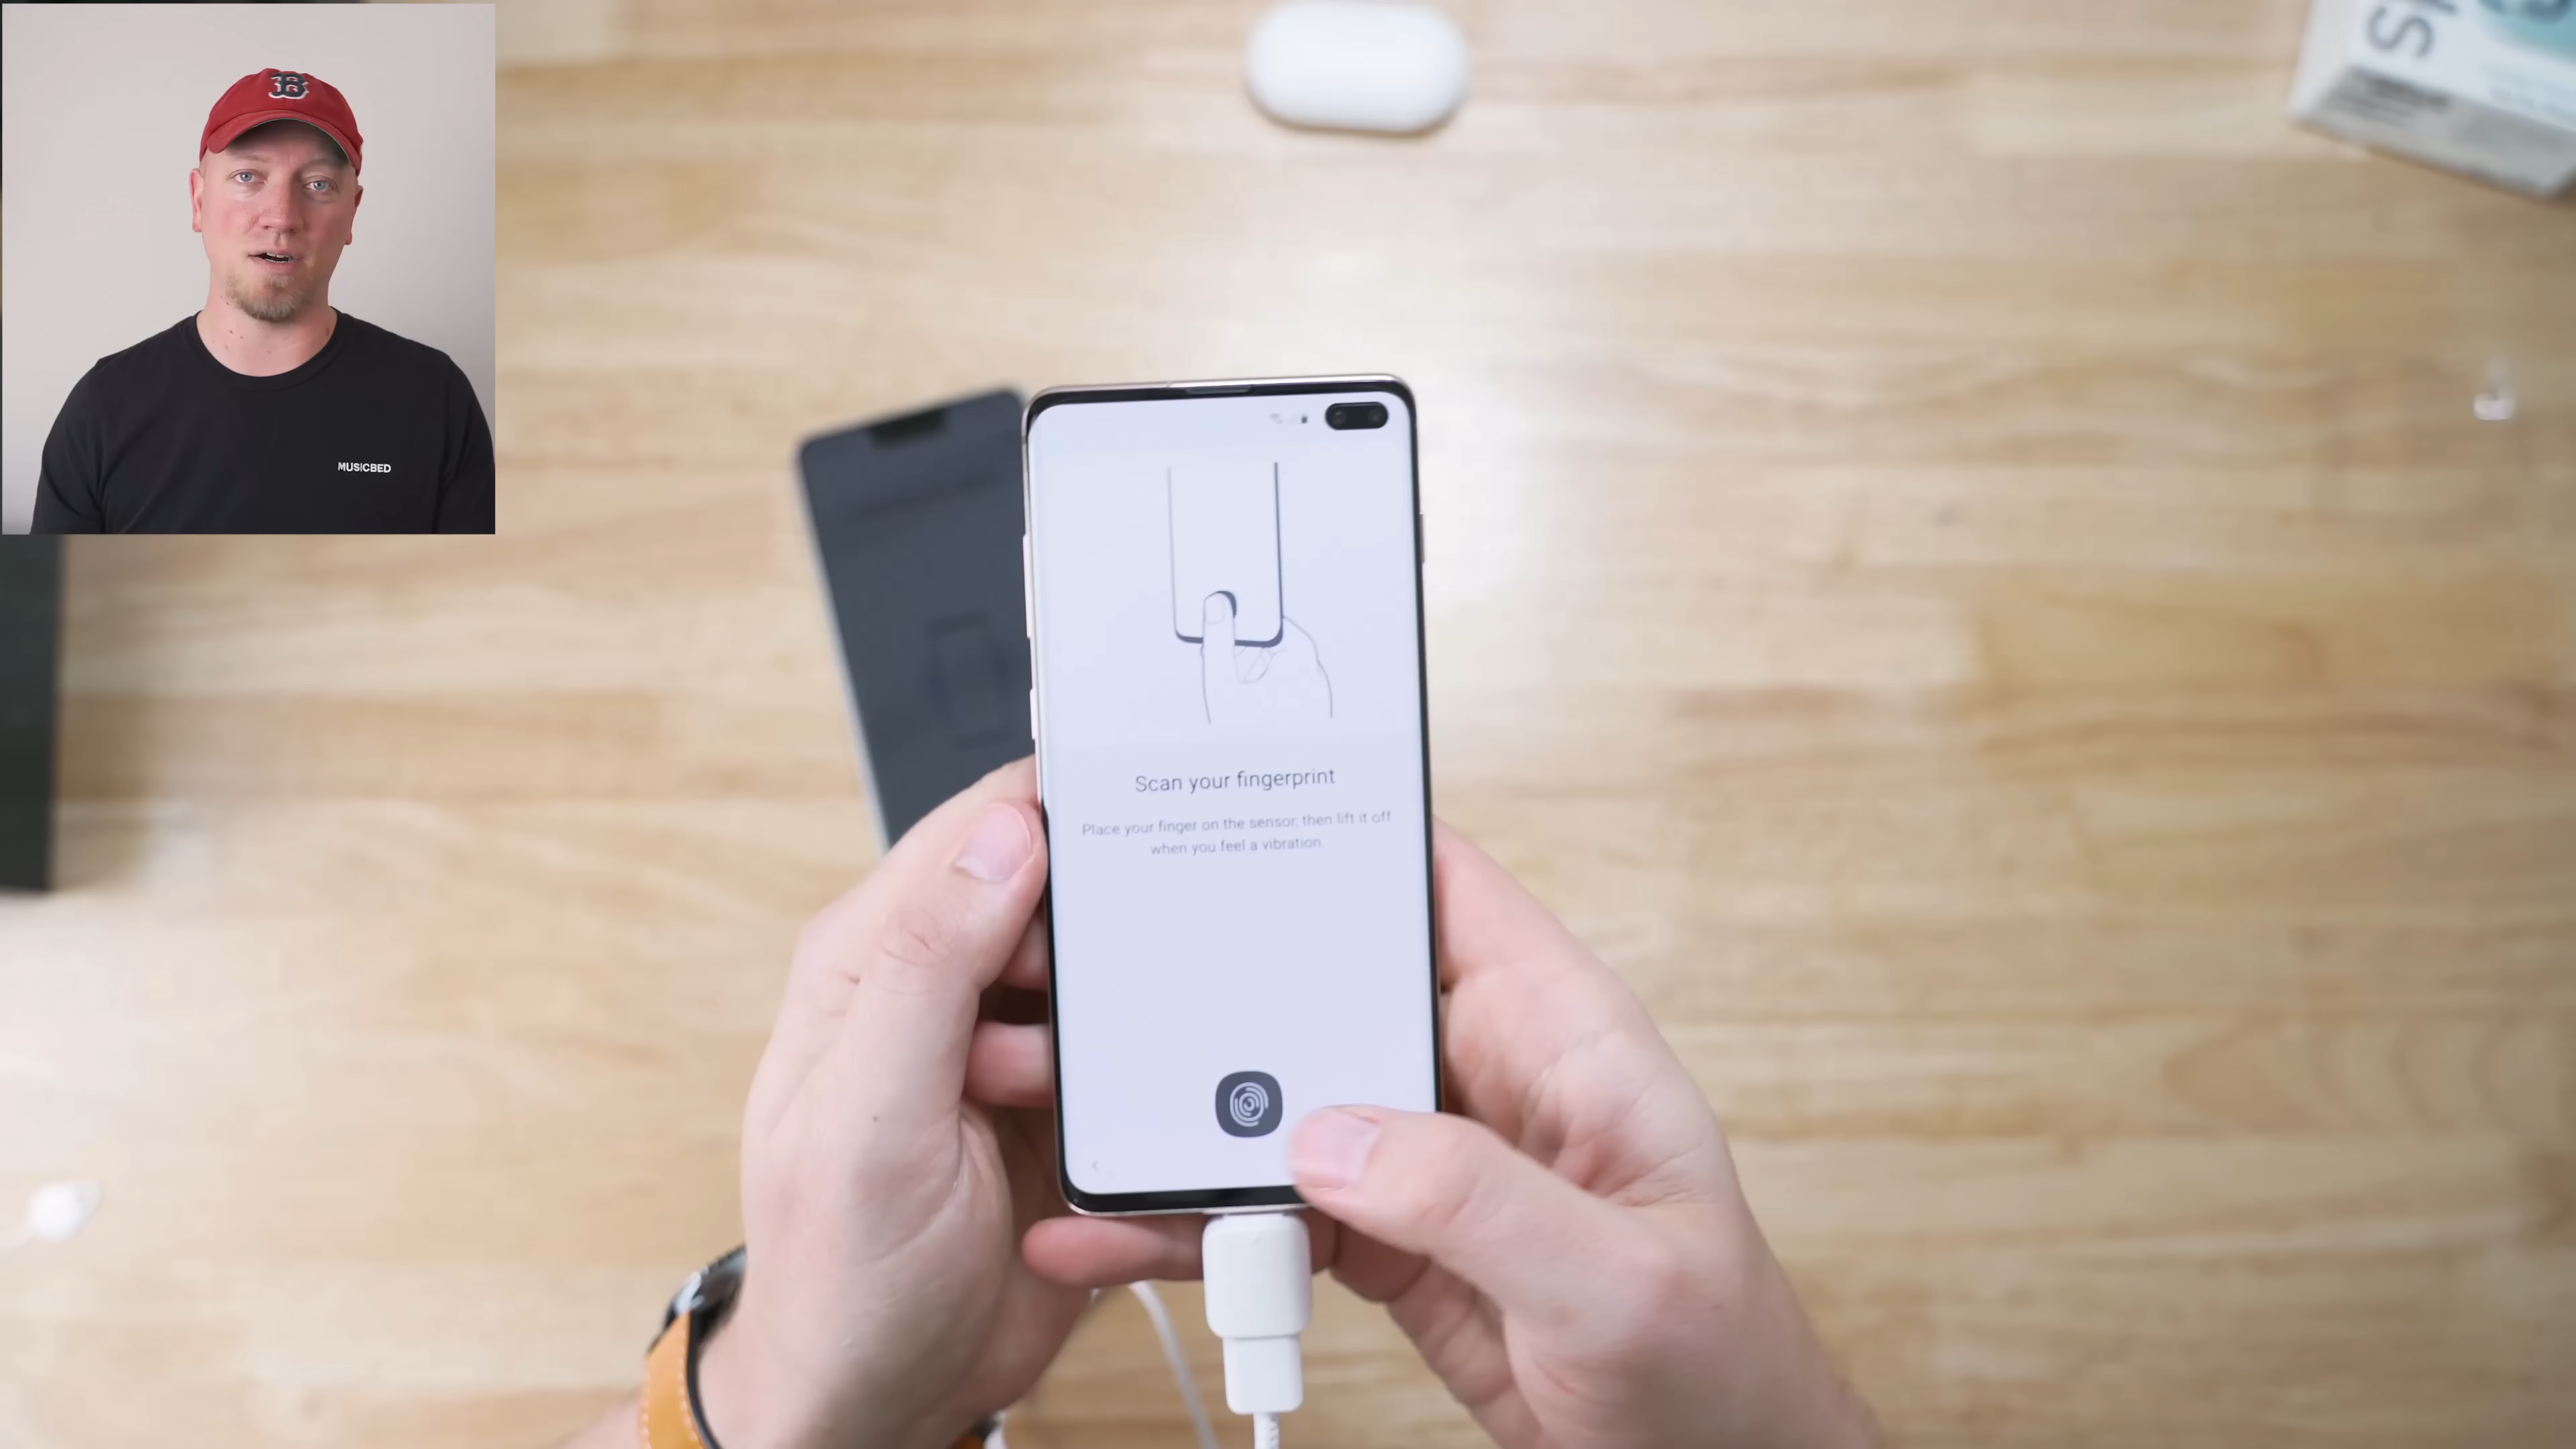 B
MUSICBED
Scan your fingerprint
Place your finger on the sensor, then lift it off
when you feel a vibration.